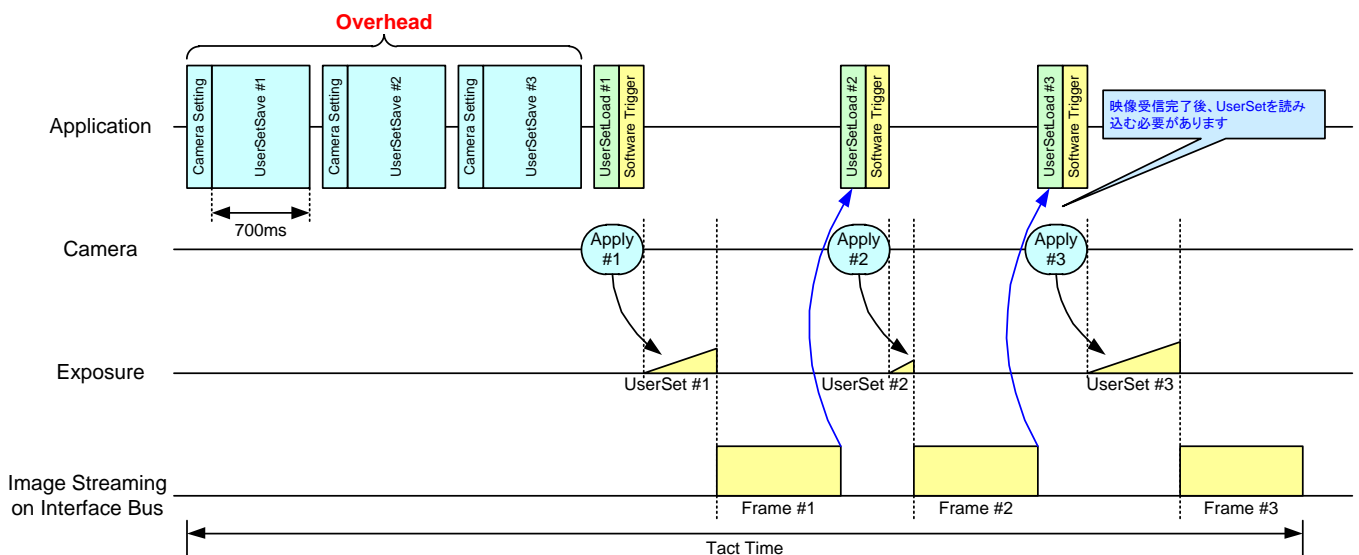 Overhead
Camera Setting
UserSetSave #1
Camera Setting
UserSetSave #2
Camera Setting
UserSetSave #3
UserSetLoad #1
Software Trigger
UserSetLoad #2
Software Trigger
UserSetLoad #3
Software Trigger
映像受信完了後、UserSetを読み
込む必要があります
Application
700ms
Camera
Apply
#1
Apply
#2
Apply
#3
Exposure
UserSet #1
UserSet #2
UserSet #3
Image Streaming
on Interface Bus
Frame #1
Frame #2
Frame #3
Tact Time